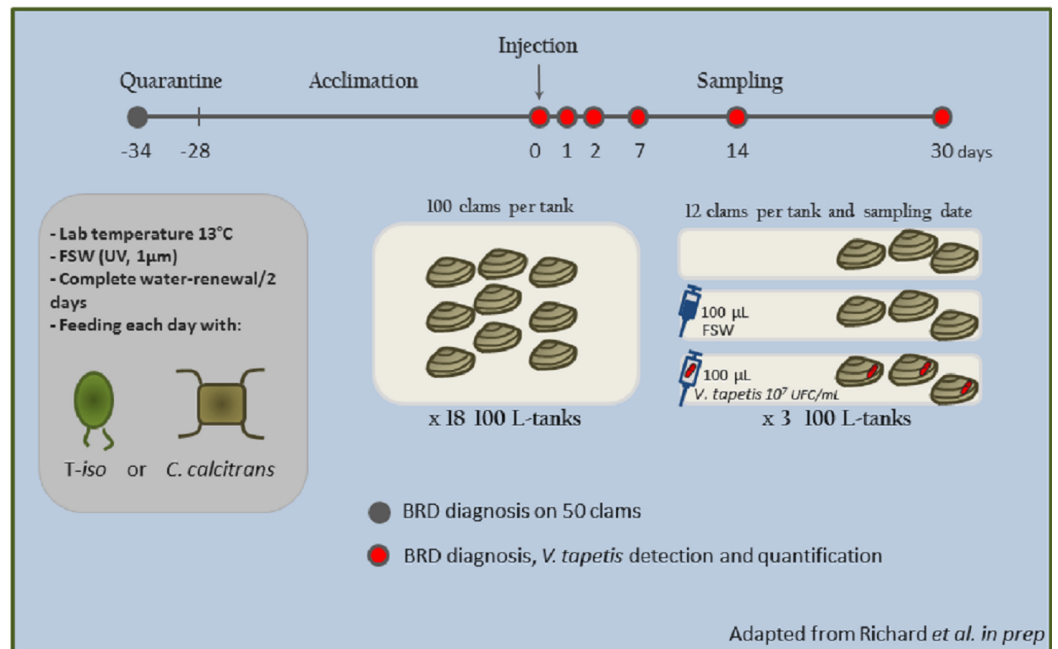 Injection
Quarantine Acclimation Sampling
-34 -28 0 1 2 7 14 30 days
- Lab temperature 13°C
- FSW (UV, 1µm)
- Complete water-renewal/2
days
- Feeding each day with:
T-iso or C. calcitrans
100 clams per tank
x 18 100 L-tanks
12 clams per tank and sampling date
100 µL
FSW
100 µL
V. tapetis 10⁷ UFC/mL
x 3 100 L-tanks
BRD diagnosis on 50 clams
BRD diagnosis, V. tapetis detection and quantification
Adapted from Richard et al. in prep